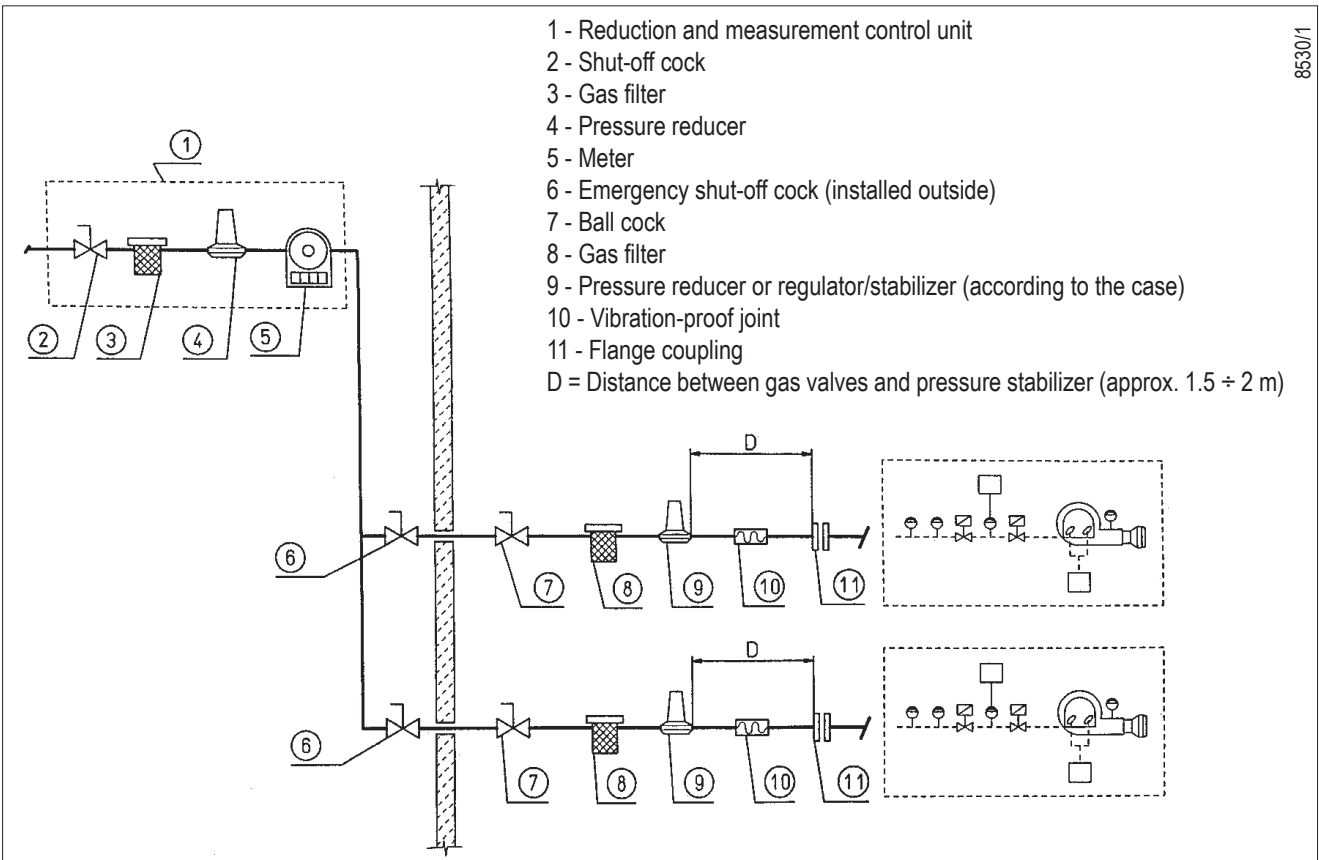 1 - Reduction and measurement control unit
2 - Shut-off cock
3 - Gas filter
4 - Pressure reducer
5 - Meter
6 - Emergency shut-off cock (installed outside)
7 - Ball cock
8 - Gas filter
9 - Pressure reducer or regulator/stabilizer (according to the case)
10 - Vibration-proof joint
11 - Flange coupling
D = Distance between gas valves and pressure stabilizer (approx. 1.5 ÷ 2 m)
8530/1
1
2
3
4
5
D
6
7
8
9
10
11
D
6
7
8
9
10
11